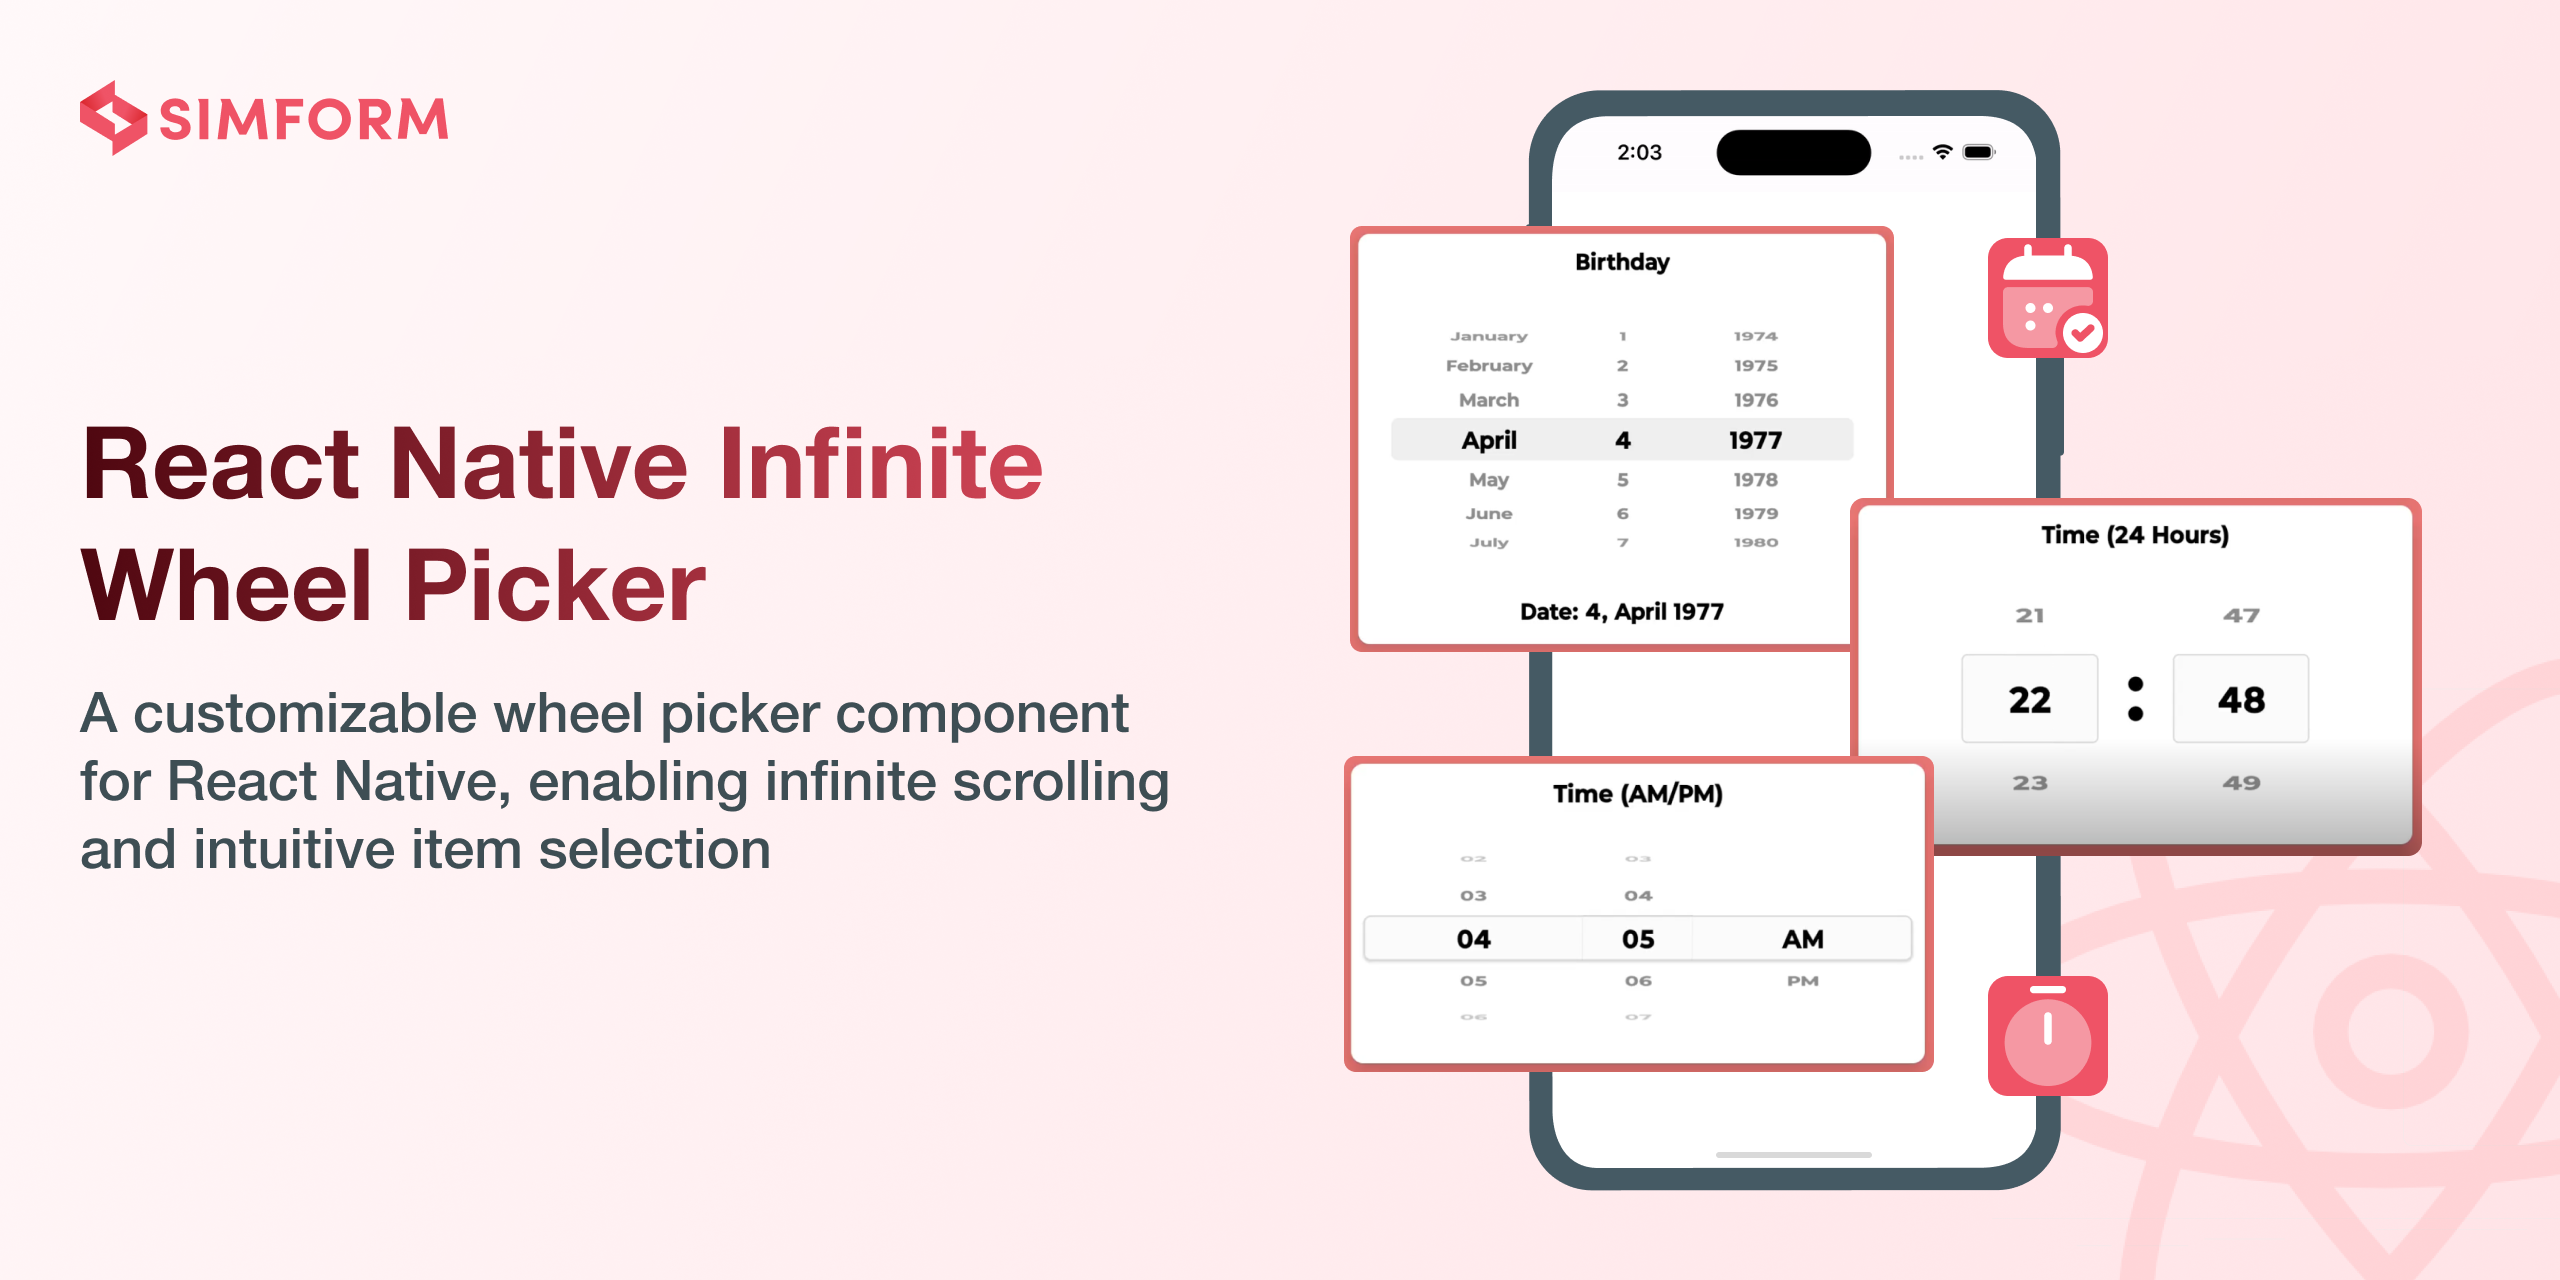 SIMFORM
React Native Infinite
Wheel Picker
A customizable wheel picker component
for React Native, enabling infinite scrolling
and intuitive item selection
2:03
Birthday
January 1 1974
February 2 1975
March 3 1976
April 4 1977
May 5 1978
June 6 1979
July 7 1980
Date: 4, April 1977
Time (24 Hours)
21 47
22 : 48
23 49
Time (AM/PM)
02 03
03 04
04 05 AM
05 06 PM
06 07